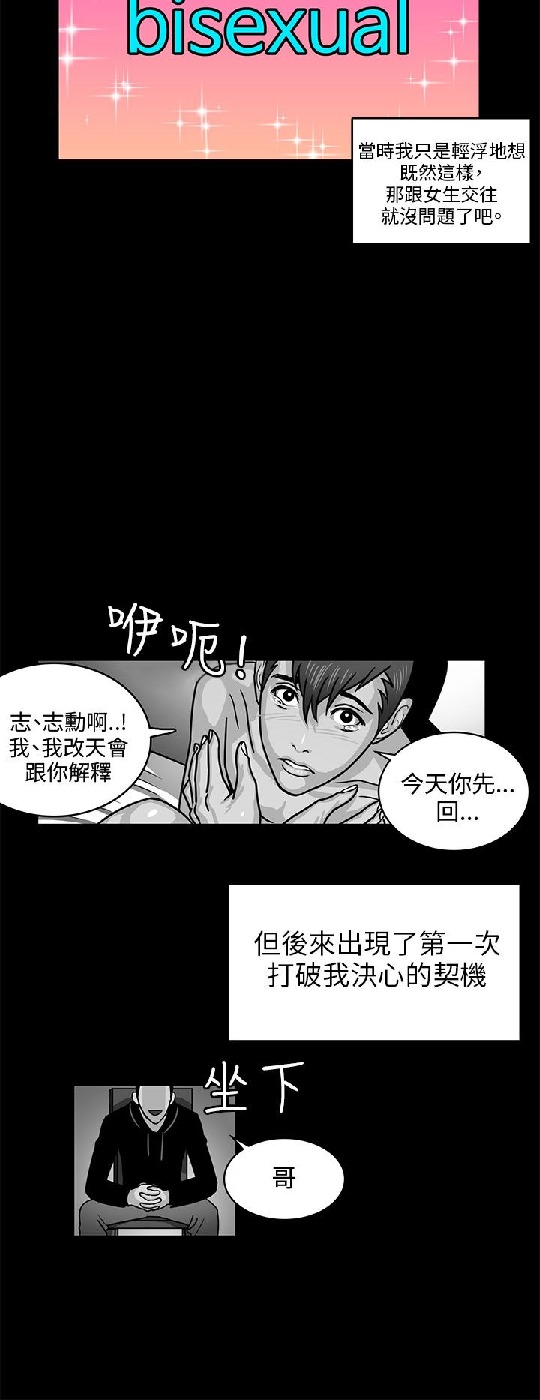 bisexual
當時我只是輕浮地想
既然這樣，
那跟女生交往
就沒問題了吧。
咿呃！
志、志勳啊..!
我、我改天會
跟你解釋
今天你先...
回...
但後來出現了第一次
打破我決心的契機
坐下
哥